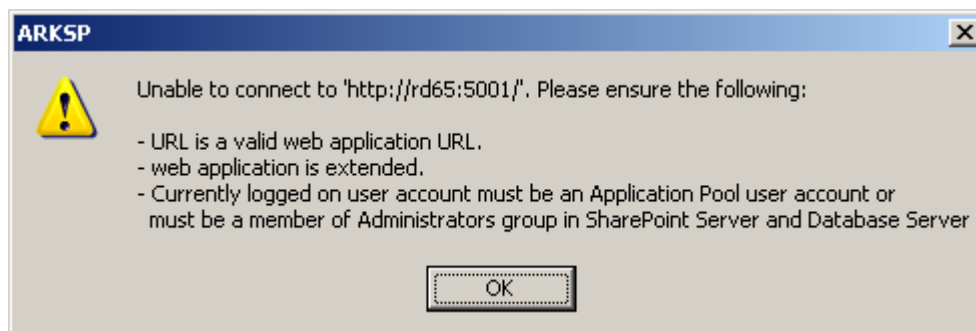 ARKSP
Unable to connect to 'http://rd65:5001/'. Please ensure the following:
- URL is a valid web application URL.
- web application is extended.
- Currently logged on user account must be an Application Pool user account or
must be a member of Administrators group in SharePoint Server and Database Server
OK